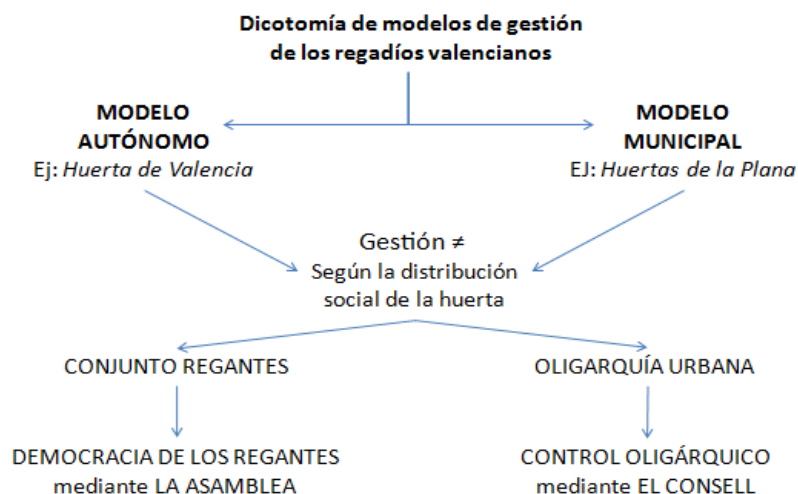 Dicotomía de modelos de gestión
de los regadíos valencianos
MODELO
AUTÓNOMO
Ej: Huerta de Valencia
MODELO
MUNICIPAL
EJ: Huertas de la Plana
Gestión ≠
Según la distribución
social de la huerta
CONJUNTO REGANTES
OLIGARQUÍA URBANA
DEMOCRACIA DE LOS REGANTES
mediante LA ASAMBLEA
CONTROL OLIGÁRQUICO
mediante EL CONSELL